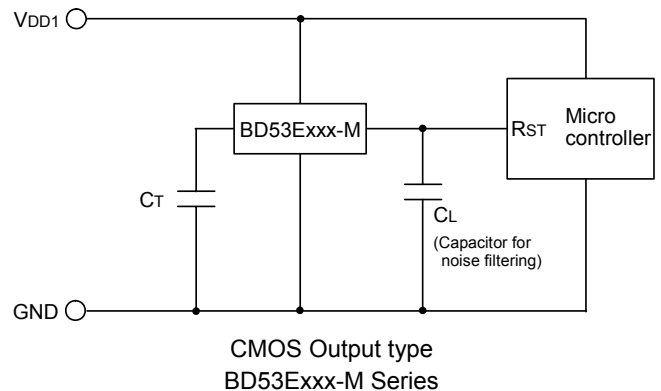 VDD1
BD53Exxx-M
RST
Micro
controller
CT
CL
(Capacitor for
noise filtering)
GND
CMOS Output type
BD53Exxx-M Series